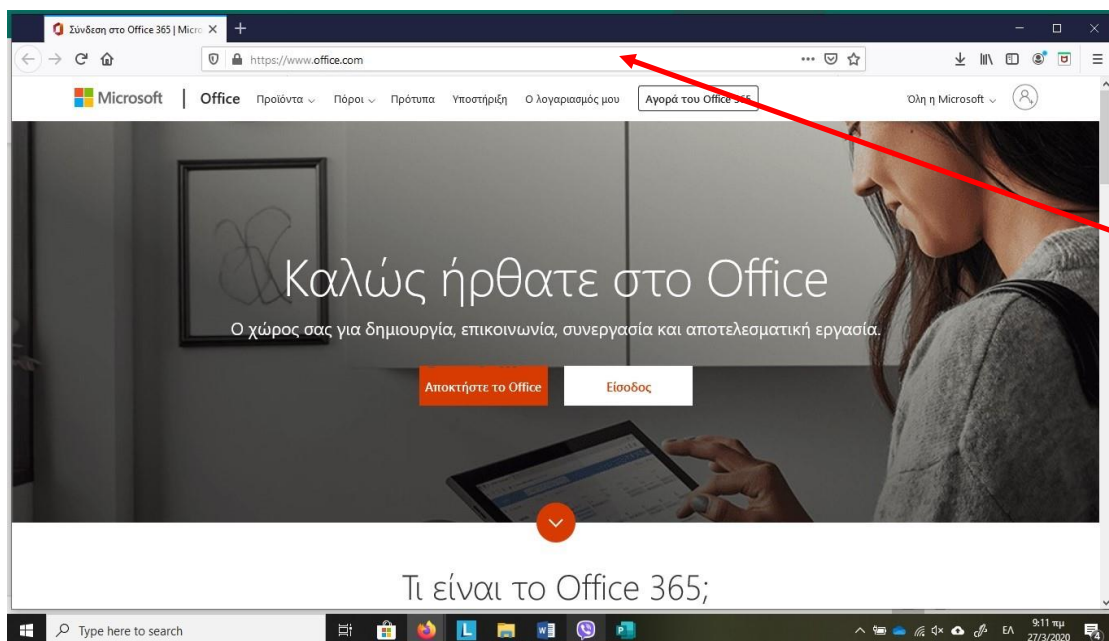 Σύνδεση στο Office 365 | Micro
https://www.office.com
Microsoft | Office Προϊόντα Πόροι Πρότυπα Υποστήριξη Ο λογαριασμός μου Αγορά του Office 365 Όλη η Microsoft
Καλώς ήρθατε στο Office
Ο χώρος σας για δημιουργία, επικοινωνία, συνεργασία και αποτελεσματική εργασία.
Αποκτήστε το Office Είσοδος
Τι είναι το Office 365;
Type here to search
ΕΛ
9:11 πμ
27/3/2020